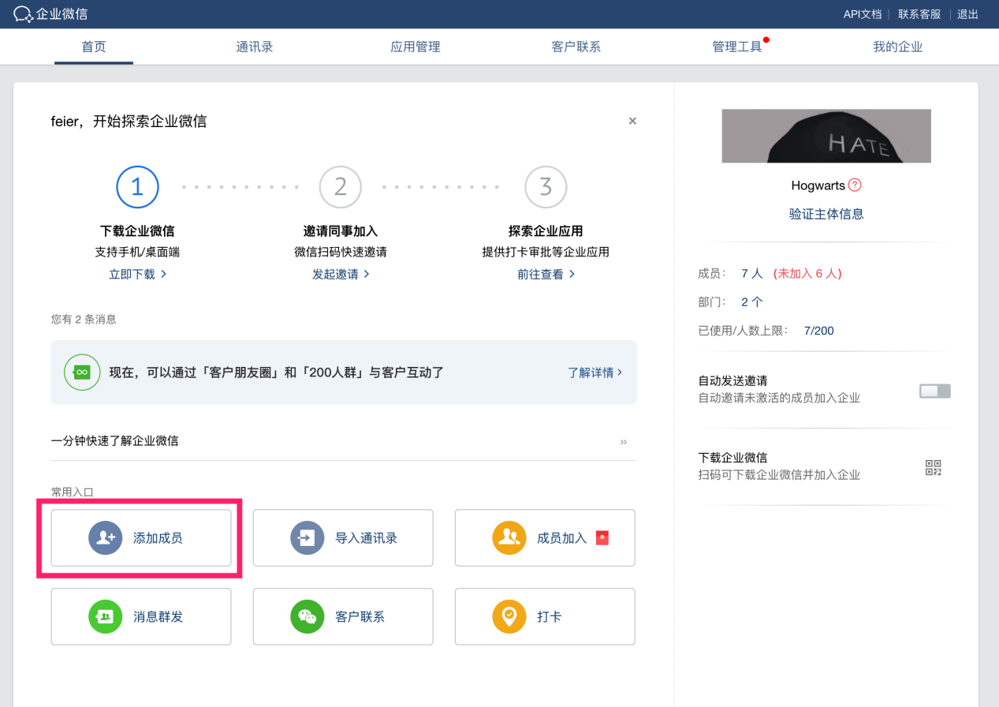 企业微信
API文档 联系客服 退出
首页 通讯录 应用管理 客户联系 管理工具 我的企业
feier，开始探索企业微信
×
1 2 3
下载企业微信 邀请同事加入 探索企业应用
支持手机/桌面端 微信扫码快速邀请 提供打卡审批等企业应用
立即下载 发起邀请 前往查看
您有 2 条消息
现在，可以通过「客户朋友圈」和「200人群」与客户互动了 了解详情
一分钟快速了解企业微信 »
常用入口
添加成员 导入通讯录 成员加入
消息群发 客户联系 打卡
HATE
Hogwarts ?
验证主体信息
成员： 7 人 (未加入 6 人)
部门： 2 个
已使用/人数上限： 7/200
自动发送邀请
自动邀请未激活的成员加入企业
下载企业微信
扫码可下载企业微信并加入企业